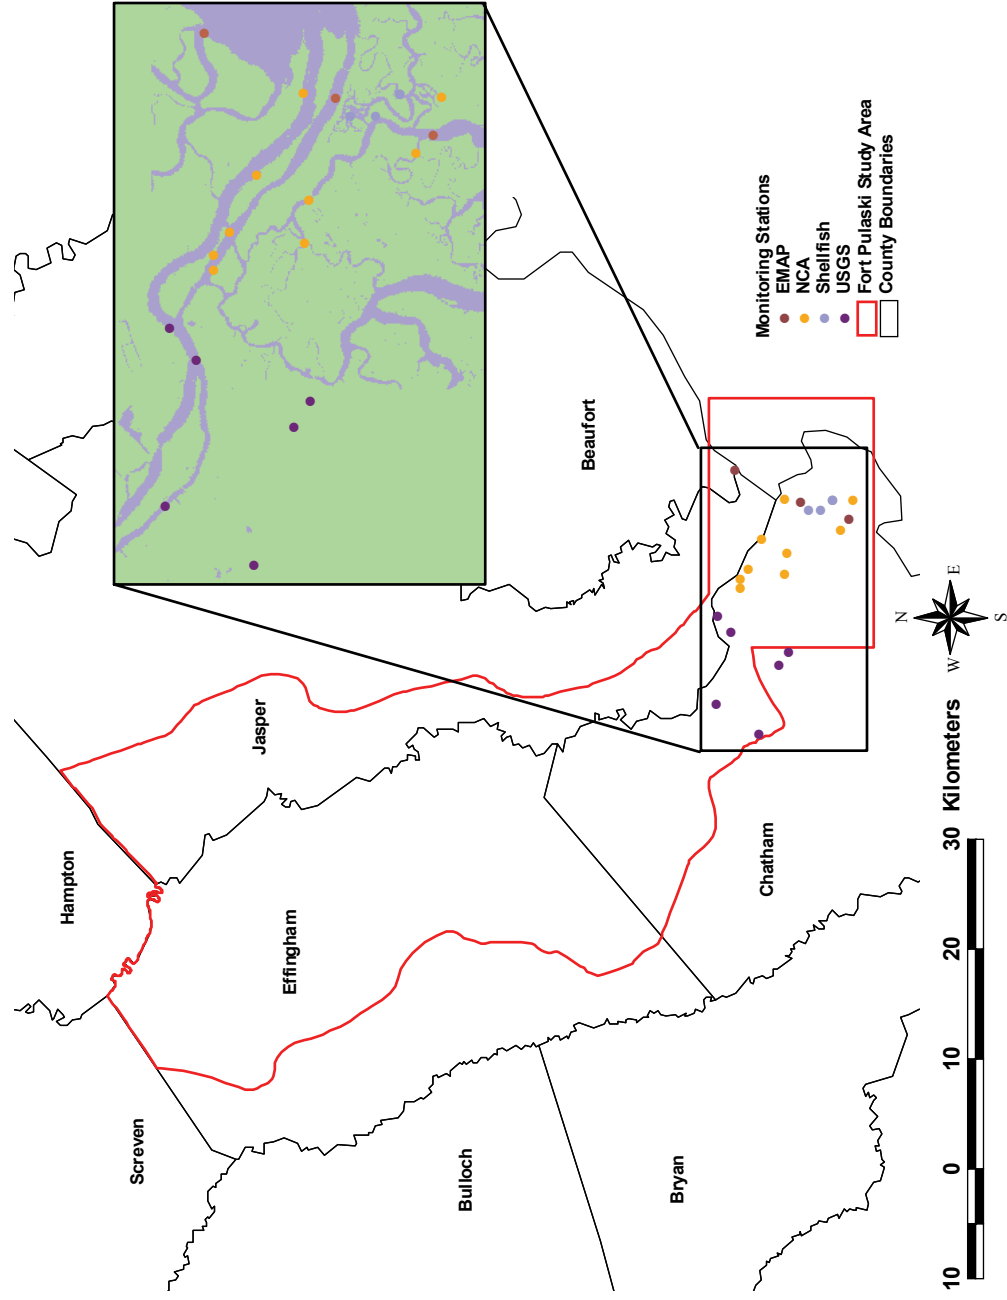 Hampton
Screven
Jasper
Effingham
Beaufort
Bulloch
Bryan
Chatham
Monitoring Stations
EMAP
NCA
Shellfish
USGS
Fort Pulaski Study Area
County Boundaries
N
W
E
S
10 0 10 20 30 Kilometers